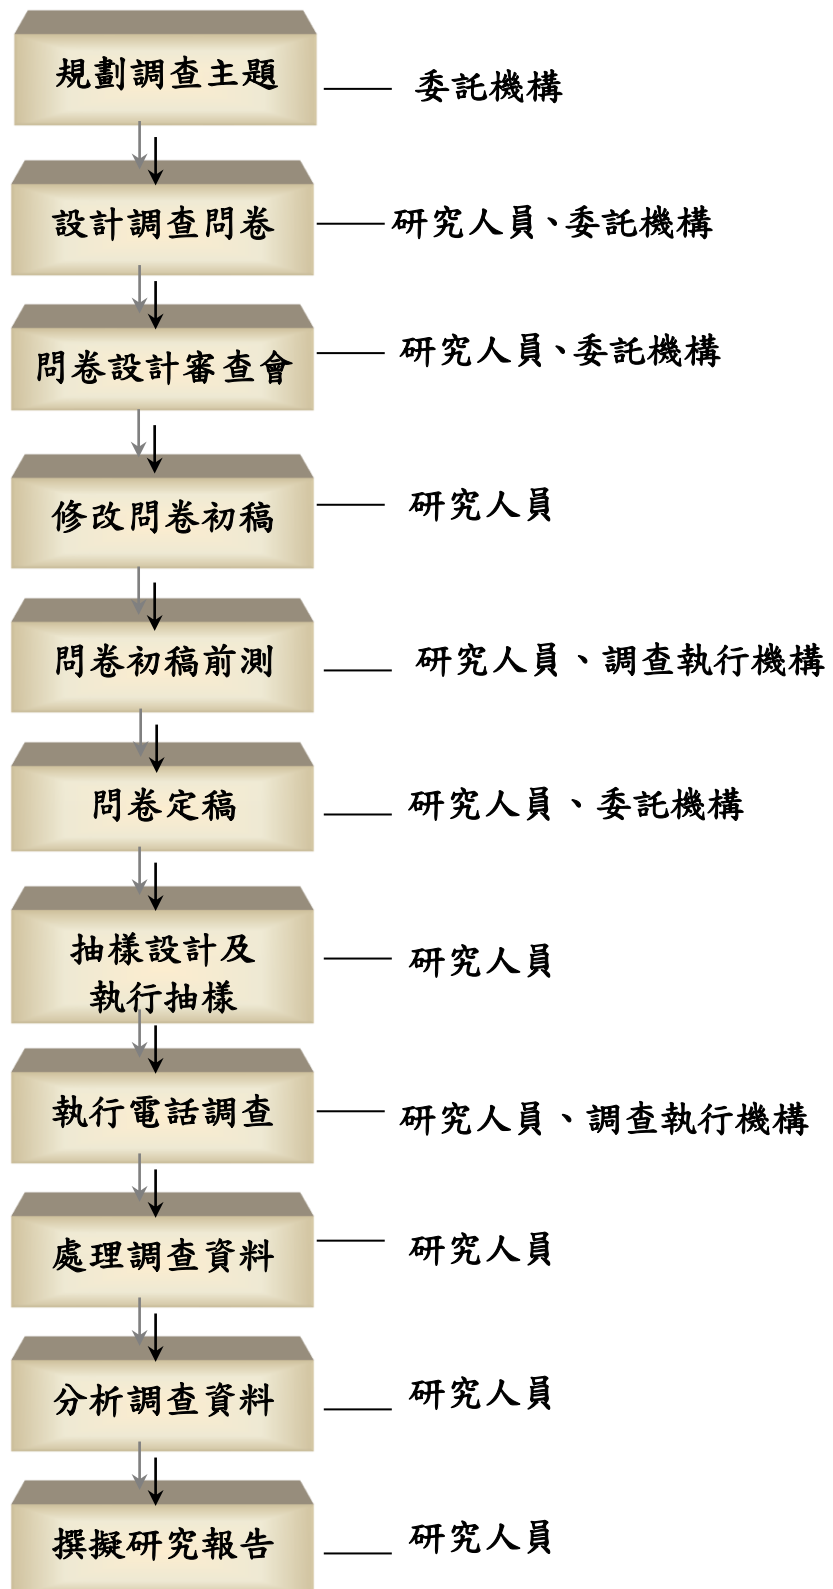 規劃調查主題
委託機構
設計調查問卷
研究人員、委託機構
問卷設計審查會
研究人員、委託機構
修改問卷初稿
研究人員
問卷初稿前測
研究人員、調查執行機構
問卷定稿
研究人員、委託機構
抽樣設計及
執行抽樣
研究人員
執行電話調查
研究人員、調查執行機構
處理調查資料
研究人員
分析調查資料
研究人員
撰擬研究報告
研究人員